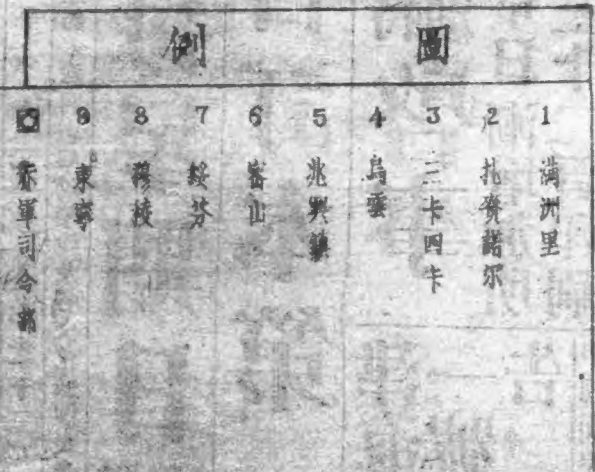 圖例
1 滿洲里
2 扎賚諾尔
3 三卡四卡
4 烏雲
5 兆興鎮
6 密山
7 綏芬
8 穆棱
9 東寧
赤軍司令部